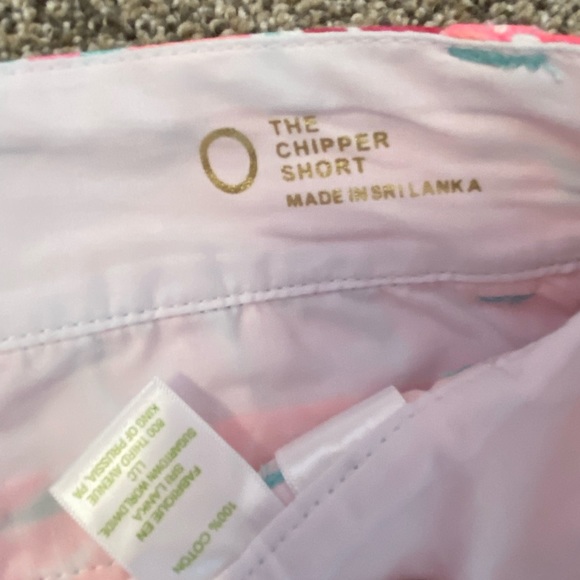 0
THE
CHIPPER
SHORT
MADE IN SRI LANKA
100% COTON
FABRIQUE EN
SRI LANKA
SUGARTOWN WORLDWIDE
LLC
800 THIRD AVENUE
KING OF PRUSSIA, PA